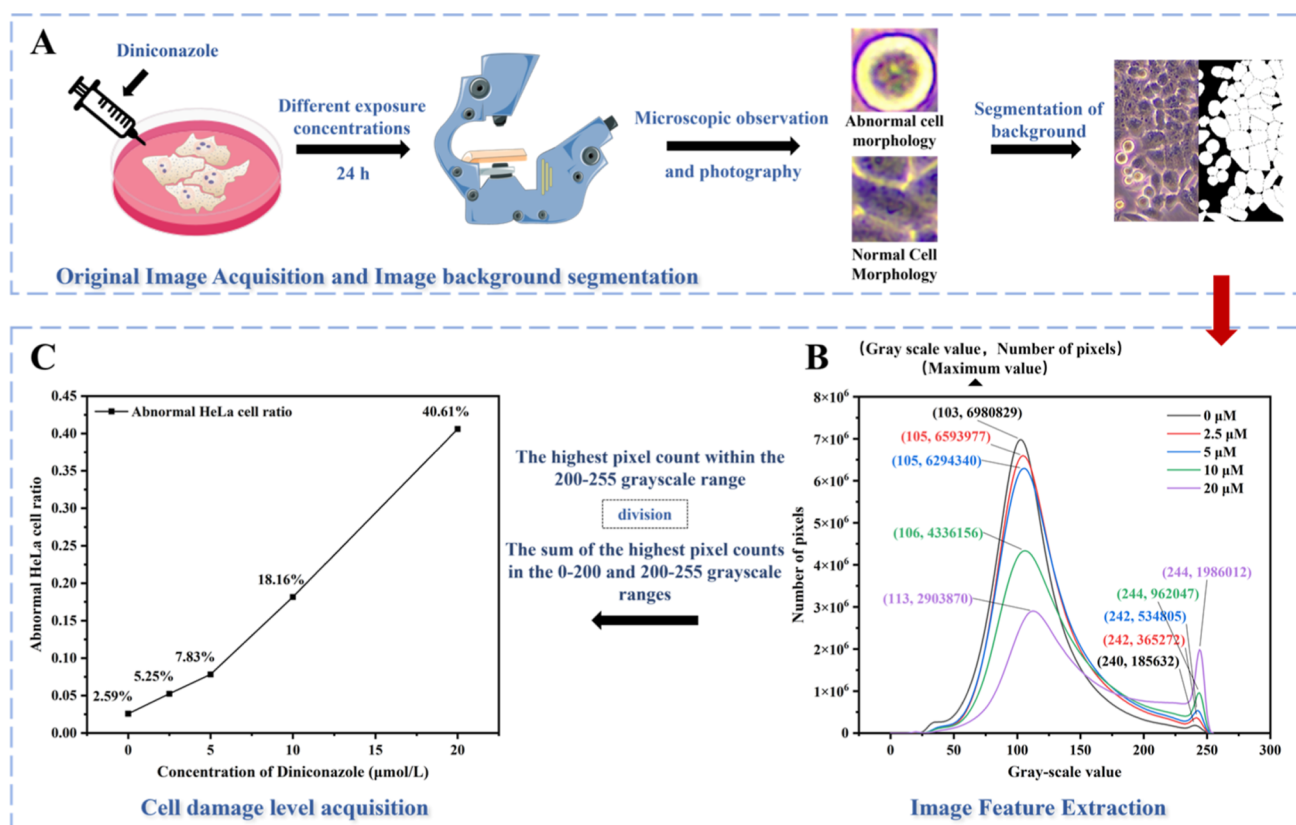 A
Diniconazole
Different exposure
concentrations
24 h
Microscopic observation
and photography
Abnormal cell
morphology
Normal Cell
Morphology
Segmentation of
background
Original Image Acquisition and Image background segmentation
C
Abnormal HeLa cell ratio
0.45
0.40
0.35
0.30
0.25
0.20
0.15
0.10
0.05
0.00
Abnormal HeLa cell ratio
2.59%
5.25%
7.83%
18.16%
40.61%
0
5
10
15
20
Concentration of Diniconazole (μmol/L)
Cell damage level acquisition
The highest pixel count within the
200-255 grayscale range
division
The sum of the highest pixel counts
in the 0-200 and 200-255 grayscale
ranges
B
(Gray scale value, Number of pixels)
(Maximum value)
Number of pixels
8×10⁶
7×10⁶
6×10⁶
5×10⁶
4×10⁶
3×10⁶
2×10⁶
1×10⁶
0
(103, 6980829)
(105, 6593977)
(105, 6294340)
(106, 4336156)
(113, 2903870)
0 μM
2.5 μM
5 μM
10 μM
20 μM
(244, 1986012)
(244, 962047)
(242, 534805)
(242, 365272)
(240, 185632)
0
50
100
150
200
250
300
Gray-scale value
Image Feature Extraction